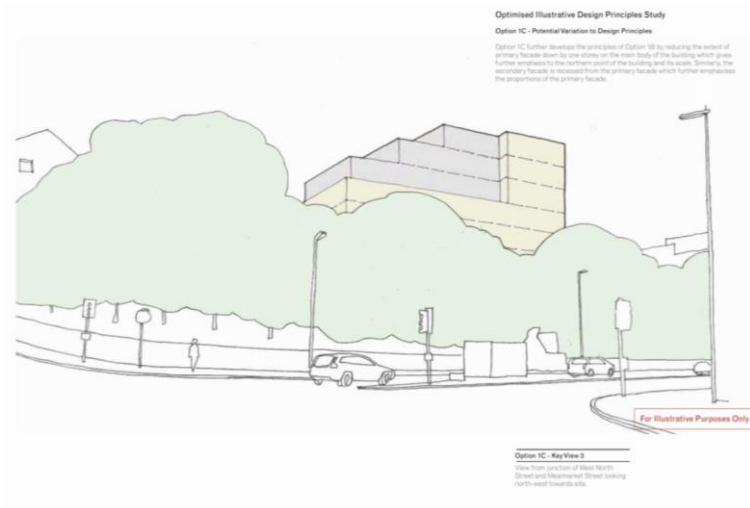 Optimised Illustrative Design Principles Study
Option 1C - Potential Variation to Design Principles
Option 1C further develops the principles of Option 1B by reducing the extent of
primary facade down by one storey on the main body of the building which gives
further emphasis to the northern point of the building and its scale. Similarly, the
secondary facade is recessed from the primary facade which further emphasises
the proportions of the primary facade.
For Illustrative Purposes Only
Option 1C - Key View 3
View from junction of West North
Street and Mealmarket Street looking
north-west towards site.